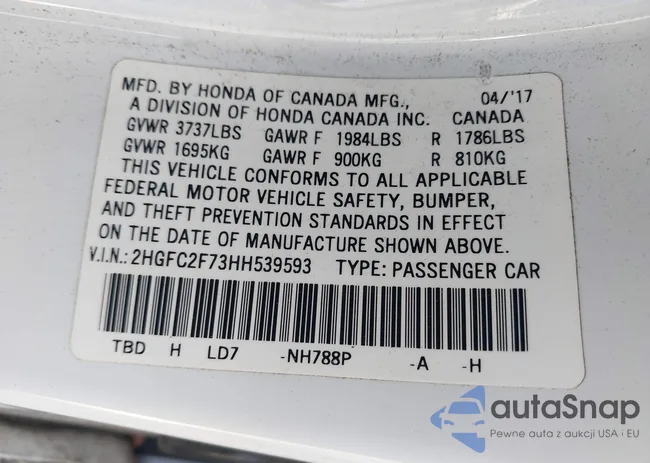 MFD. BY HONDA OF CANADA MFG., 04/'17
A DIVISION OF HONDA CANADA INC. CANADA
GVWR 3737LBS GAWR F 1984LBS R 1786LBS
GVWR 1695KG GAWR F 900KG R 810KG
THIS VEHICLE CONFORMS TO ALL APPLICABLE
FEDERAL MOTOR VEHICLE SAFETY, BUMPER,
AND THEFT PREVENTION STANDARDS IN EFFECT
ON THE DATE OF MANUFACTURE SHOWN ABOVE.
V.I.N.: 2HGFC2F73HH539593 TYPE: PASSENGER CAR
TBD H LD7 -NH788P -A -H
autaSnap
Pewne auta z aukcji USA i EU